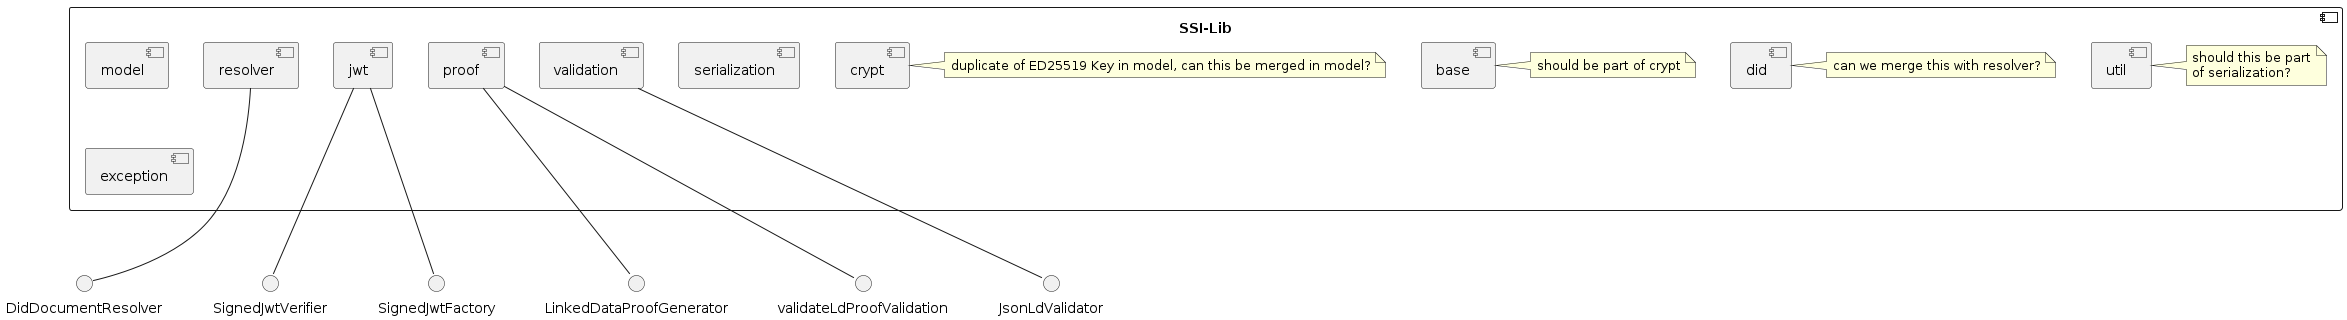 SSI-Lib
model
resolver
jwt
proof
validation
serialization
crypt
duplicate of ED25519 Key in model, can this be merged in model?
base
should be part of crypt
did
can we merge this with resolver?
util
should this be part
of serialization?
exception
DidDocumentResolver
SignedJwtVerifier
SignedJwtFactory
LinkedDataProofGenerator
validateLdProofValidation
JsonLdValidator